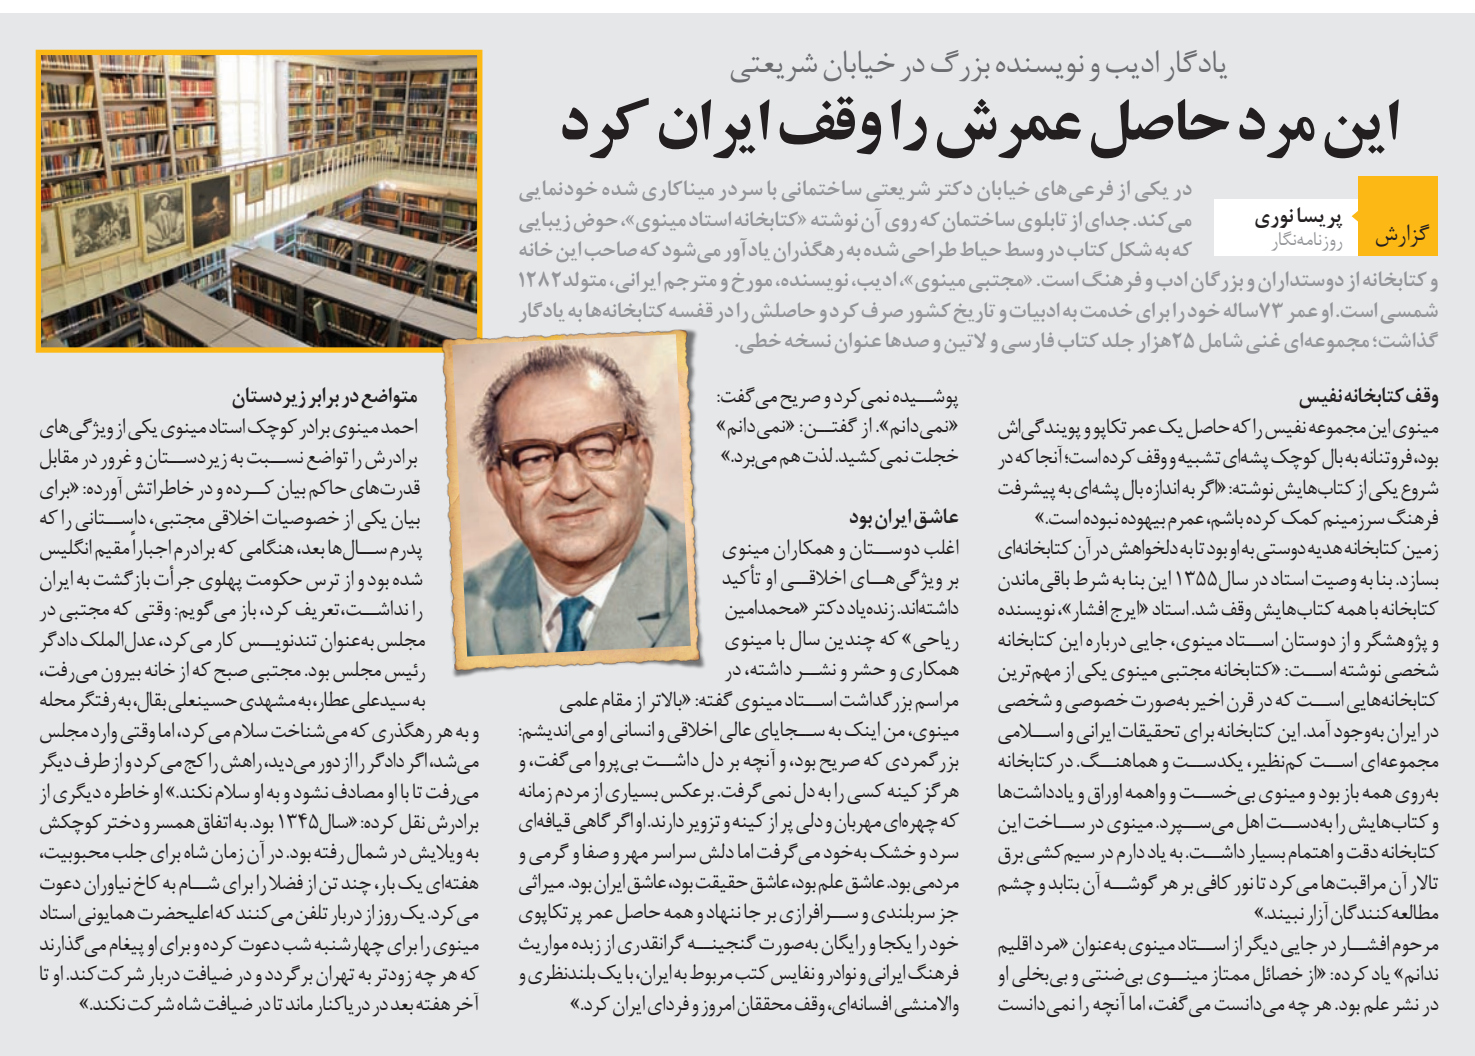 یادگار ادیب و نویسنده بزرگ در خیابان شریعتی
این مرد حاصل عمرش را وقف ایران کرد
گزارش
پریسا نوری
روزنامه‌نگار
در یکی از فرعی‌های خیابان دکتر شریعتی ساختمانی با سردر میناکاری شده خودنمایی
می‌کند. جدای از تابلوی ساختمان که روی آن نوشته «کتابخانه استاد مینوی»، حوض زیبایی
که به شکل کتاب در وسط حیاط طراحی شده به رهگذران یادآور می‌شود که صاحب این خانه
و کتابخانه از دوستداران و بزرگان ادب و فرهنگ است. «مجتبی مینوی»، ادیب، نویسنده، مورخ و مترجم ایرانی، متولد ۱۲۸۲
شمسی است. او عمر ۷۳ساله خود را برای خدمت به ادبیات و تاریخ کشور صرف کرد و حاصلش را در قفسه کتابخانه‌ها به یادگار
گذاشت؛ مجموعه‌ای غنی شامل ۲۵هزار جلد کتاب فارسی و لاتین و صدها عنوان نسخه خطی.
وقف کتابخانه نفیس
مینوی این مجموعه نفیس را که حاصل یک عمر تکاپو و پویندگی‌اش
بود، فروتنانه به بال کوچک پشه‌ای تشبیه و وقف کرده است؛ آنجا که در
شروع یکی از کتاب‌هایش نوشته: «اگر به اندازه بال پشه‌ای به پیشرفت
فرهنگ سرزمینم کمک کرده باشم، عمرم بیهوده نبوده است.»
زمین کتابخانه هدیه دوستی به او بود تا به دلخواهش در آن کتابخانه‌ای
بسازد. بنا به وصیت استاد در سال ۱۳۵۵ این بنا به شرط باقی ماندن
کتابخانه با همه کتاب‌هایش وقف شد. استاد «ایرج افشار»، نویسنده
و پژوهشگر و از دوستان استاد مینوی، جایی درباره این کتابخانه
شخصی نوشته است: «کتابخانه مجتبی مینوی یکی از مهم‌ترین
کتابخانه‌هایی است که در قرن اخیر به‌صورت خصوصی و شخصی
در ایران به‌وجود آمد. این کتابخانه برای تحقیقات ایرانی و اسلامی
مجموعه‌ای است کم‌نظیر، یکدست و هماهنگ. در کتابخانه
به‌روی همه باز بود و مینوی بی‌خست و واهمه اوراق و یادداشت‌ها
و کتاب‌هایش را به‌دست اهل می‌سپرد. مینوی در ساخت این
کتابخانه دقت و اهتمام بسیار داشت. به یاد دارم در سیم‌کشی برق
تالار آن مراقبت‌ها می‌کرد تا نور کافی بر هر گوشه آن بتابد و چشم
مطالعه‌کنندگان آزار نبیند.»
مرحوم افشار در جایی دیگر از استاد مینوی به‌عنوان «مرد اقلیم
ندانم» یاد کرده: «از خصائل ممتاز مینوی بی‌ضنتی و بی‌بخلی او
در نشر علم بود. هر چه می‌دانست می‌گفت، اما آنچه را نمی‌دانست
پوشیده نمی‌کرد و صریح می‌گفت:
«نمی‌دانم». از گفتن: «نمی‌دانم»
خجلت نمی‌کشید. لذت هم می‌برد.»
عاشق ایران بود
اغلب دوستان و همکاران مینوی
بر ویژگی‌های اخلاقی او تأکید
داشته‌اند. زنده‌یاد دکتر «محمدامین
ریاحی» که چندین سال با مینوی
همکاری و حشر و نشر داشته، در
مراسم بزرگداشت استاد مینوی گفته: «بالاتر از مقام علمی
مینوی، من اینک به سجایای عالی اخلاقی و انسانی او می‌اندیشم:
بزرگمردی که صریح بود، و آنچه بر دل داشت بی‌پروا می‌گفت، و
هرگز کینه کسی را به دل نمی‌گرفت. برعکس بسیاری از مردم زمانه
که چهره‌ای مهربان و دلی پر از کینه و تزویر دارند. او اگر گاهی قیافه‌ای
سرد و خشک به‌خود می‌گرفت اما دلش سراسر مهر و صفا و گرمی و
مردمی بود. عاشق علم بود، عاشق حقیقت بود، عاشق ایران بود. میراثی
جز سربلندی و سرافرازی بر جا ننهاد و همه حاصل عمر پر تکاپوی
خود را یکجا و رایگان به‌صورت گنجینه گرانقدری از زبده مواریث
فرهنگ ایرانی و نوادر و نفایس کتب مربوط به ایران، با یک بلندنظری و
والامنشی افسانه‌ای، وقف محققان امروز و فردای ایران کرد.»
متواضع در برابر زیردستان
احمد مینوی برادر کوچک استاد مینوی یکی از ویژگی‌های
برادرش را تواضع نسبت به زیردستان و غرور در مقابل
قدرت‌های حاکم بیان کرده و در خاطراتش آورده: «برای
بیان یکی از خصوصیات اخلاقی مجتبی، داستانی را که
پدرم سال‌ها بعد، هنگامی که برادرم اجباراً مقیم انگلیس
شده بود و از ترس حکومت پهلوی جرأت بازگشت به ایران
را نداشت، تعریف کرد، باز می‌گویم: وقتی که مجتبی در
مجلس به‌عنوان تندنویس کار می‌کرد، عدل‌الملک دادگر
رئیس مجلس بود. مجتبی صبح که از خانه بیرون می‌رفت،
به سیدعلی عطار، به مشهدی حسینعلی بقال، به رفتگر محله
و به هر رهگذری که می‌شناخت سلام می‌کرد، اما وقتی وارد مجلس
می‌شد، اگر دادگر را از دور می‌دید، راهش را کج می‌کرد و از طرف دیگر
می‌رفت تا با او مصادف نشود و به او سلام نکند.» او خاطره دیگری از
برادرش نقل کرده: «سال ۱۳۴۵ بود. به اتفاق همسر و دختر کوچکش
به ویلایش در شمال رفته بود. در آن زمان شاه برای جلب محبوبیت،
هفته‌ای یک بار، چند تن از فضلا را برای شام به کاخ نیاوران دعوت
می‌کرد. یک روز از دربار تلفن می‌کنند که اعلیحضرت همایونی استاد
مینوی را برای چهارشنبه شب دعوت کرده و برای او پیغام می‌گذارند
که هر چه زودتر به تهران برگردد و در ضیافت دربار شرکت کند. او تا
آخر هفته بعد در دریاکنار ماند تا در ضیافت شاه شرکت نکند.»